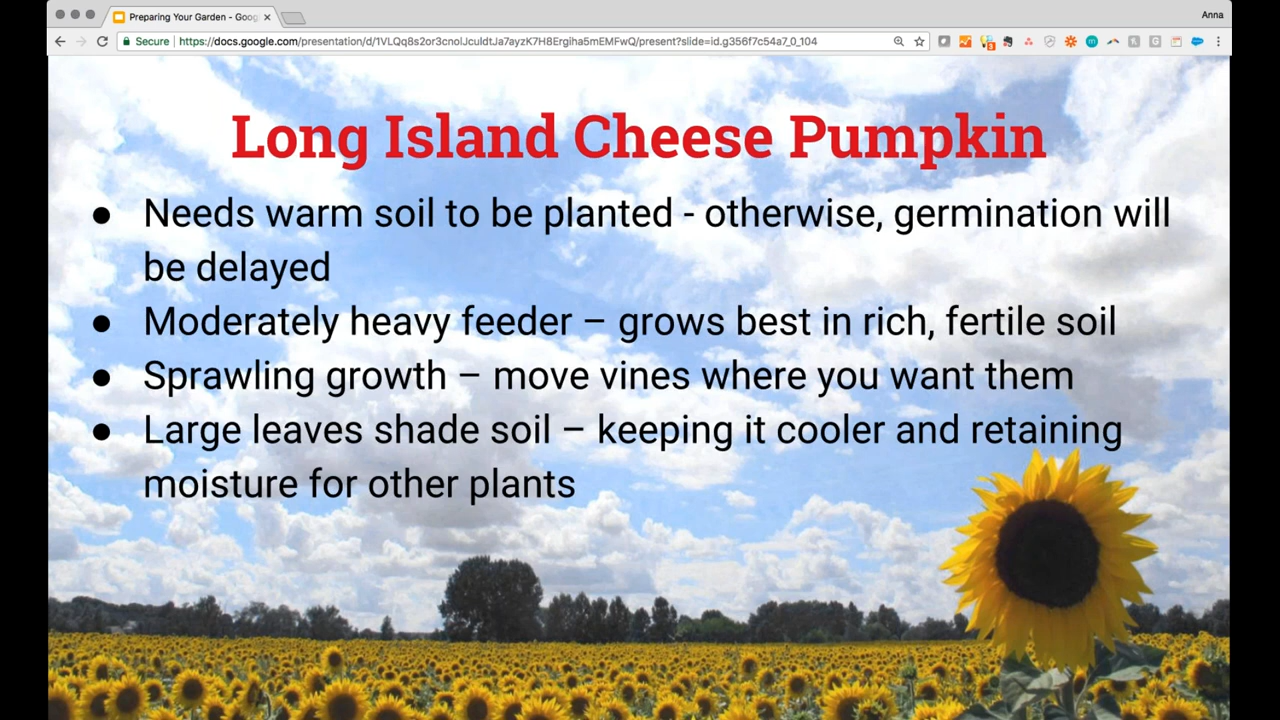 Preparing Your Garden - Goog
Anna
Secure
https://docs.google.com/presentation/d/1VLQq8s2or3cnolJcuIdtJa7ayzK7H8Ergiha5mEMFwQ/present?slide=id.g356f7c54a7_0_104
Long Island Cheese Pumpkin
● Needs warm soil to be planted - otherwise, germination will
be delayed
● Moderately heavy feeder – grows best in rich, fertile soil
● Sprawling growth – move vines where you want them
● Large leaves shade soil – keeping it cooler and retaining
moisture for other plants